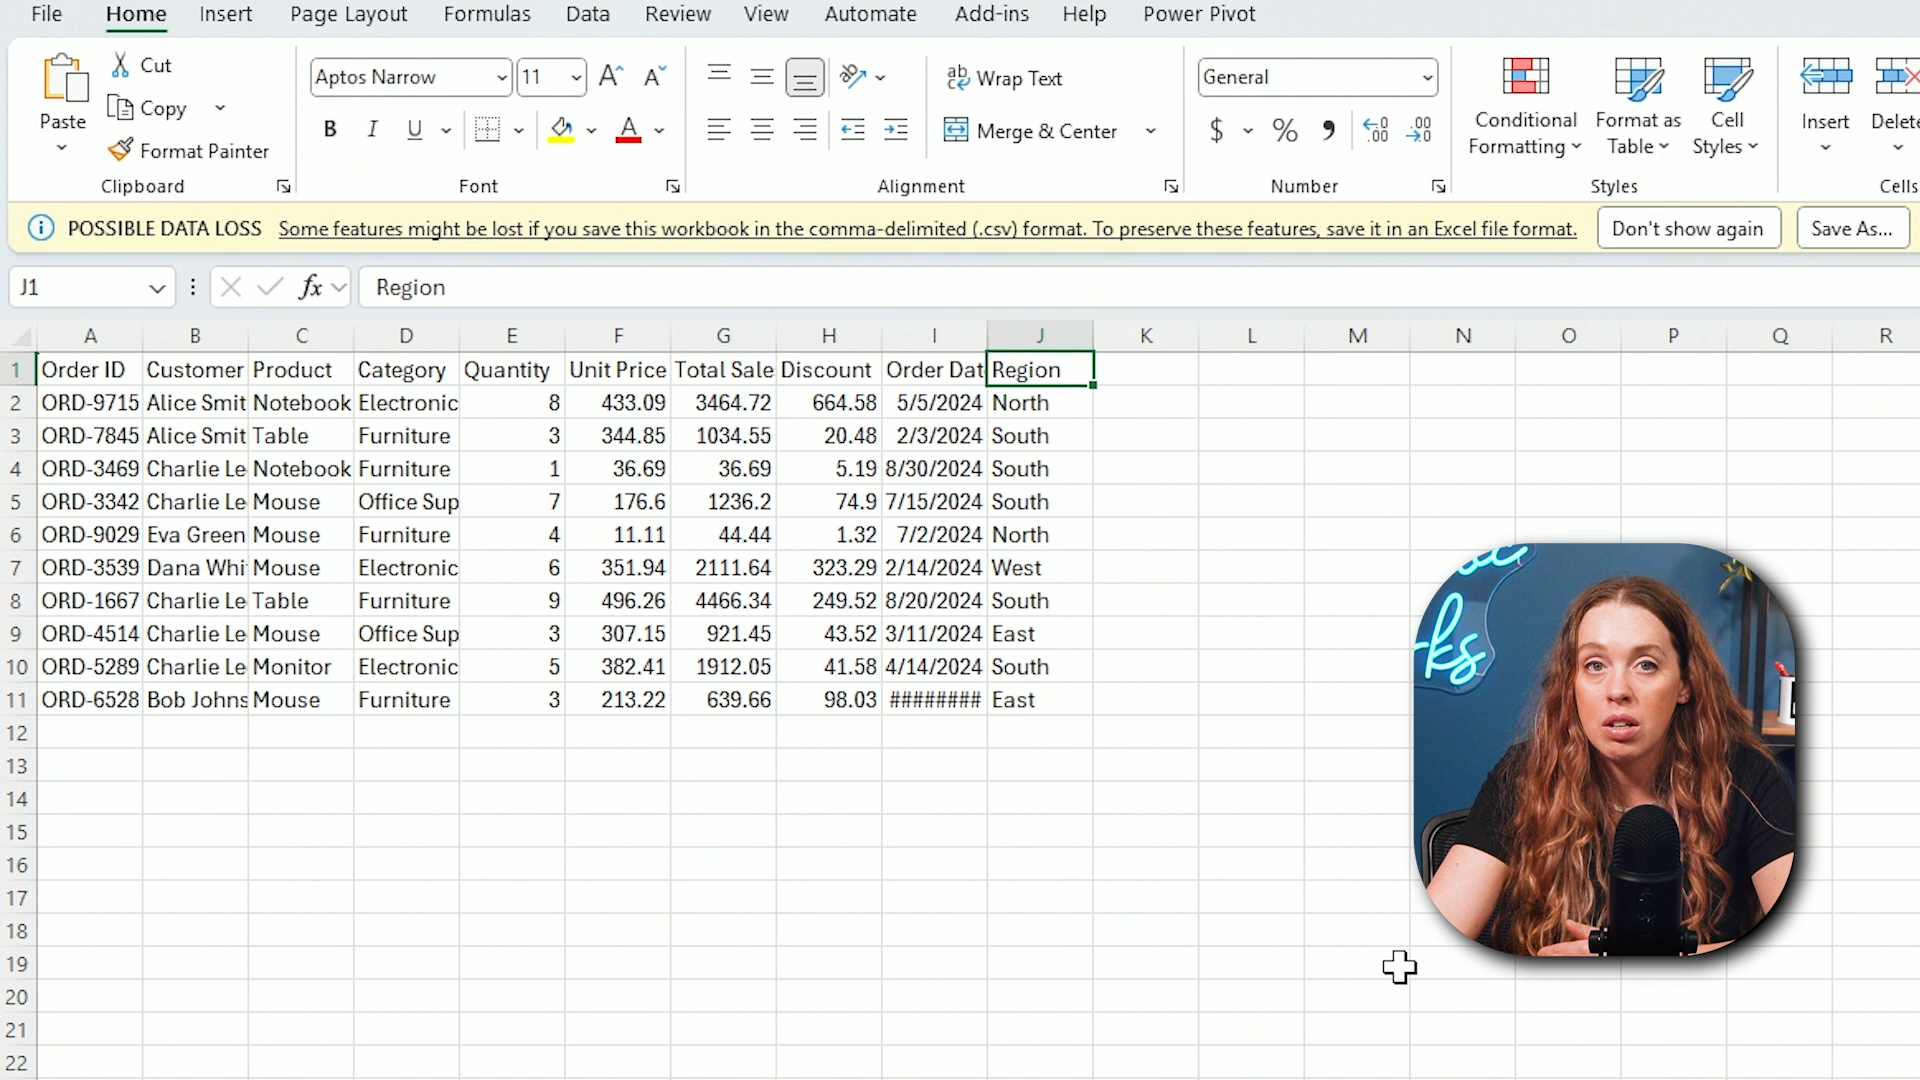 File Home Insert Page Layout Formulas Data Review View Automate Add-ins Help Power Pivot
Paste Cut Copy Format Painter
Clipboard
Aptos Narrow 11
B I U A
Font
Wrap Text
Merge & Center
Alignment
General
$ % 9 .00 .00
Number
Conditional Formatting Format as Table Cell Styles
Styles
Insert Delete
Cells
POSSIBLE DATA LOSS Some features might be lost if you save this workbook in the comma-delimited (.csv) format. To preserve these features, save it in an Excel file format. Don't show again Save As...
J1 fx Region
A B C D E F G H I J K L M N O P Q R
1 Order ID Customer Product Category Quantity Unit Price Total Sale Discount Order Dat Region
2 ORD-9715 Alice Smit Notebook Electronic 8 433.09 3464.72 664.58 5/5/2024 North
3 ORD-7845 Alice Smit Table Furniture 3 344.85 1034.55 20.48 2/3/2024 South
4 ORD-3469 Charlie Le Notebook Furniture 1 36.69 36.69 5.19 8/30/2024 South
5 ORD-3342 Charlie Le Mouse Office Sup 7 176.6 1236.2 74.9 7/15/2024 South
6 ORD-9029 Eva Green Mouse Furniture 4 11.11 44.44 1.32 7/2/2024 North
7 ORD-3539 Dana Whi Mouse Electronic 6 351.94 2111.64 323.29 2/14/2024 West
8 ORD-1667 Charlie Le Table Furniture 9 496.26 4466.34 249.52 8/20/2024 South
9 ORD-4514 Charlie Le Mouse Office Sup 3 307.15 921.45 43.52 3/11/2024 East
10 ORD-5289 Charlie Le Monitor Electronic 5 382.41 1912.05 41.58 4/14/2024 South
11 ORD-6528 Bob Johns Mouse Furniture 3 213.22 639.66 98.03 ######## East
12
13
14
15
16
17
18
19
20
21
22